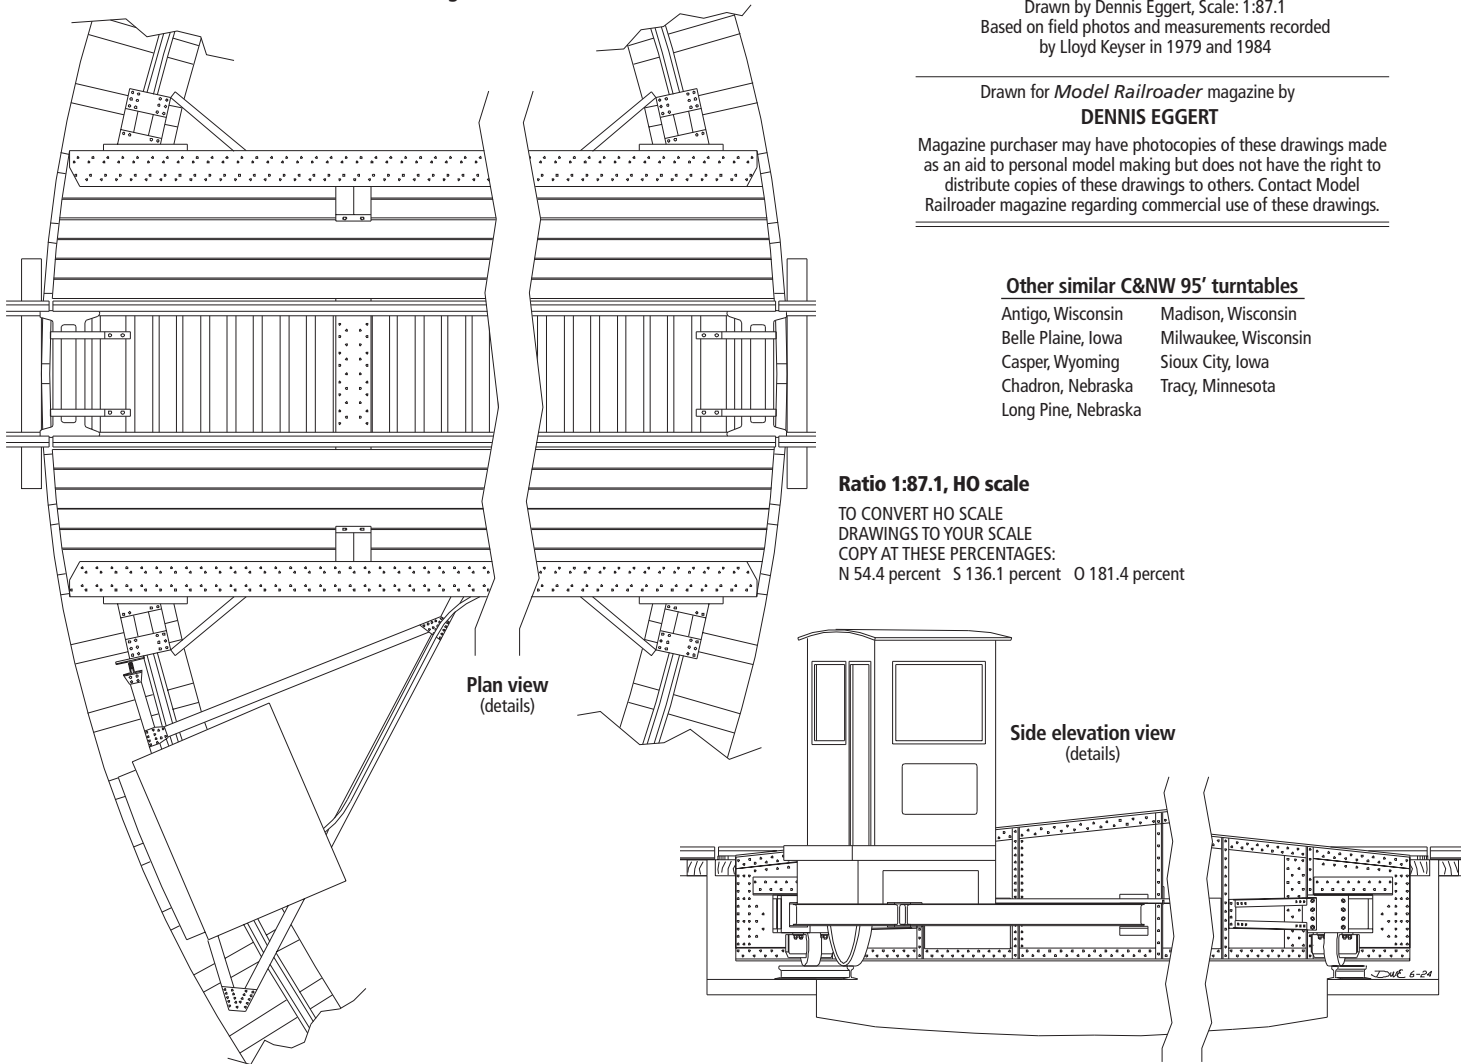 Drawn by Dennis Eggert, Scale: 1:87.1
Based on field photos and measurements recorded
by Lloyd Keyser in 1979 and 1984
Drawn for Model Railroader magazine by
DENNIS EGGERT
Magazine purchaser may have photocopies of these drawings made
as an aid to personal model making but does not have the right to
distribute copies of these drawings to others. Contact Model
Railroader magazine regarding commercial use of these drawings.
Other similar C&NW 95′ turntables
Antigo, Wisconsin
Belle Plaine, Iowa
Casper, Wyoming
Chadron, Nebraska
Long Pine, Nebraska
Madison, Wisconsin
Milwaukee, Wisconsin
Sioux City, Iowa
Tracy, Minnesota
Ratio 1:87.1, HO scale
TO CONVERT HO SCALE
DRAWINGS TO YOUR SCALE
COPY AT THESE PERCENTAGES:
N 54.4 percent S 136.1 percent O 181.4 percent
Plan view
(details)
Side elevation view
(details)
DWE 6-24